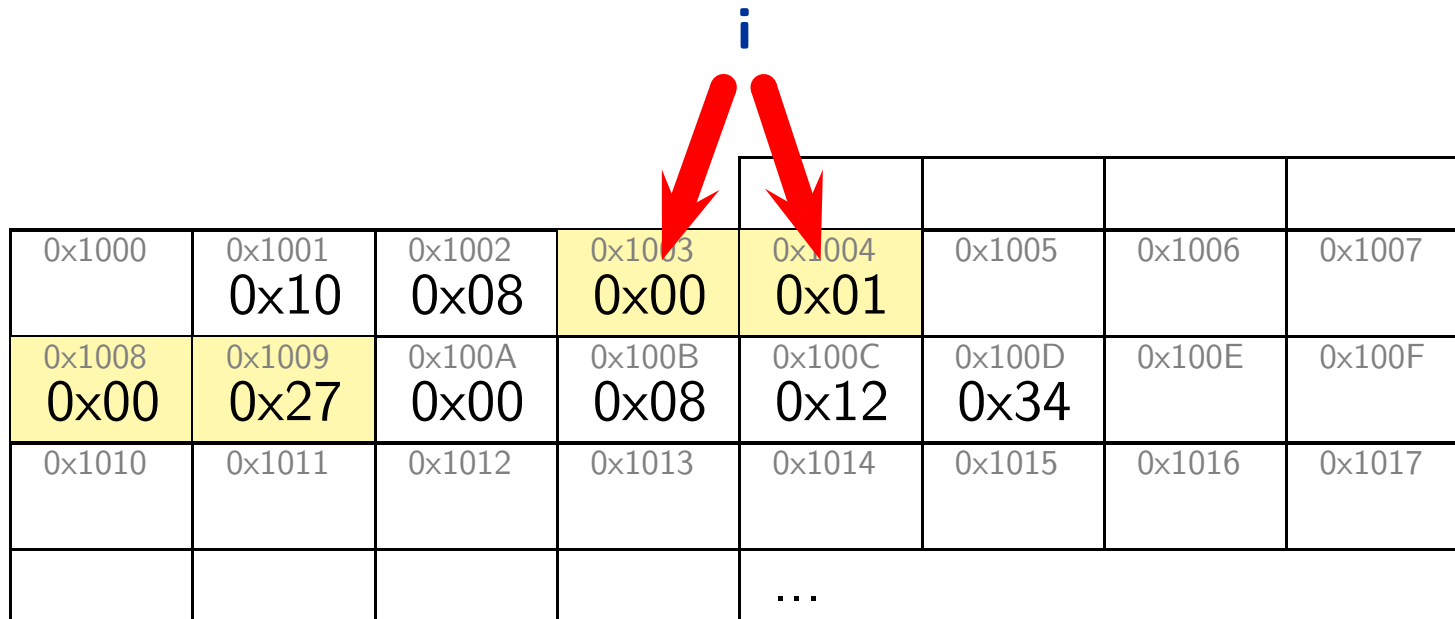 i
0x1000 0x1001 0x1002 0x1003 0x1004 0x1005 0x1006 0x1007
0x10 0x08 0x00 0x01
0x1008 0x1009 0x100A 0x100B 0x100C 0x100D 0x100E 0x100F
0x00 0x27 0x00 0x08 0x12 0x34
0x1010 0x1011 0x1012 0x1013 0x1014 0x1015 0x1016 0x1017
...